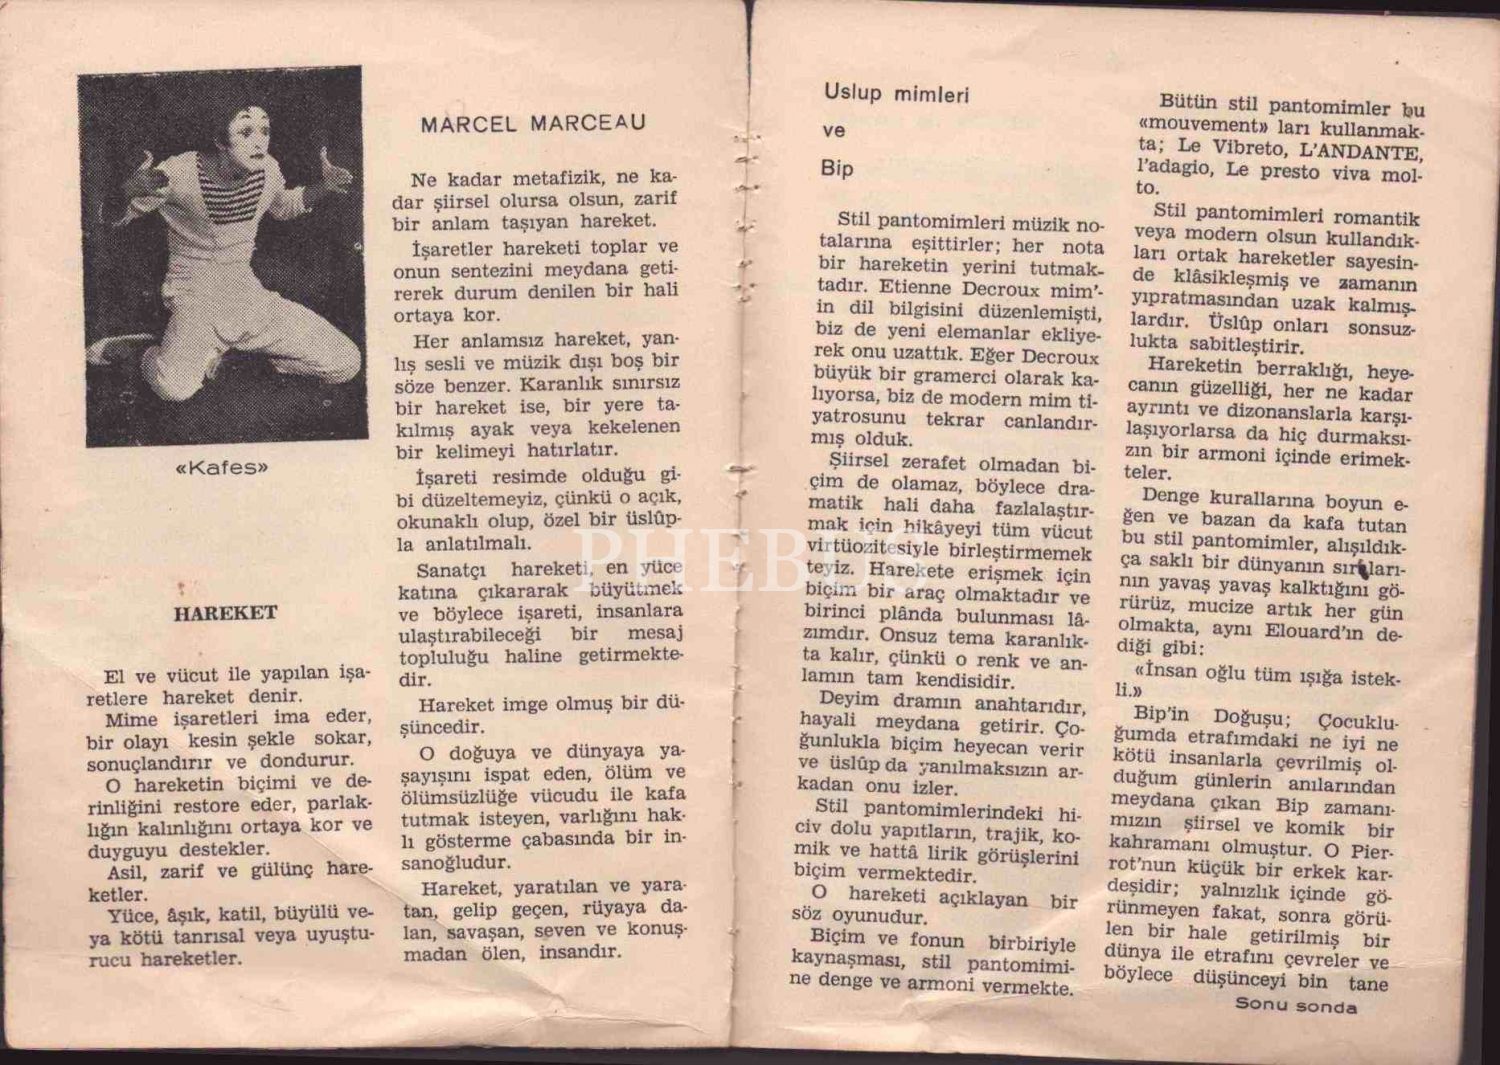 «Kafes»
HAREKET
El ve vücut ile yapılan işa-
retlere hareket denir.
Mime işaretleri ima eder,
bir olayı kesin şekle sokar,
sonuçlandırır ve dondurur.
O hareketin biçimi ve de-
rinliğini restore eder, parlak-
lığın kalınlığını ortaya kor ve
duyguyu destekler.
Asil, zarif ve gülünç hare-
ketler.
Yüce, âşık, katil, büyülü ve-
ya kötü tanrısal veya uyuştu-
rucu hareketler.
MARCEL MARCEAU
Ne kadar metafizik, ne ka-
dar şiirsel olursa olsun, zarif
bir anlam taşıyan hareket.
İşaretler hareketi toplar ve
onun sentezini meydana geti-
rerek durum denilen bir hali
ortaya kor.
Her anlamsız hareket, yan-
lış sesli ve müzik dışı boş bir
söze benzer. Karanlık sınırsız
bir hareket ise, bir yere ta-
kılmış ayak veya kekelenen
bir kelimeyi hatırlatır.
İşareti resimde olduğu gi-
bi düzeltemeyiz, çünkü o açık,
okunaklı olup, özel bir üslûp-
la anlatılmalı.
Sanatçı hareketi, en yüce
katına çıkararak büyütmek
ve böylece işareti, insanlara
ulaştırabileceği bir mesaj
topluluğu haline getirmekte-
dir.
Hareket imge olmuş bir dü-
şüncedir.
O doğuya ve dünyaya ya-
şayışını ispat eden, ölüm ve
ölümsüzlüğe vücudu ile kafa
tutmak isteyen, varlığını hak-
lı gösterme çabasında bir in-
sanoğludur.
Hareket, yaratılan ve yara-
tan, gelip geçen, rüyaya da-
lan, savaşan, seven ve konuş-
madan ölen, insandır.
Uslup mimleri
ve
Bip
Stil pantomimleri müzik no-
talarına eşittirler; her nota
bir hareketin yerini tutmak-
tadır. Etienne Decroux mim'-
in dil bilgisini düzenlemişti,
biz de yeni elemanlar ekliye-
rek onu uzattık. Eğer Decroux
büyük bir gramerci olarak ka-
lıyorsa, biz de modern mim ti-
yatrosunu tekrar canlandır-
mış olduk.
Şiirsel zerafet olmadan bi-
çim de olamaz, böylece dra-
matik hali daha fazlalaştır-
mak için hikâyeyi tüm vücut
virtüozitesiyle birleştirmemek
teyiz. Harekete erişmek için
biçim bir araç olmaktadır ve
birinci plânda bulunması lâ-
zımdır. Onsuz tema karanlık-
ta kalır, çünkü o renk ve an-
lamın tam kendisidir.
Deyim dramın anahtarıdır,
hayali meydana getirir. Ço-
ğunlukla biçim heyecan verir
ve üslûp da yanılmaksızın ar-
kadan onu izler.
Stil pantomimlerindeki hi-
civ dolu yapıtların, trajik, ko-
mik ve hattâ lirik görüşlerini
biçim vermektedir.
O hareketi açıklayan bir
söz oyunudur.
Biçim ve fonun birbiriyle
kaynaşması, stil pantomimi-
ne denge ve armoni vermekte.
Bütün stil pantomimler bu
«mouvement» ları kullanmak-
ta; Le Vibreto, L'ANDANTE,
l'adagio, Le presto viva mol-
to.
Stil pantomimleri romantik
veya modern olsun kullandık-
ları ortak hareketler sayesin-
de klâsikleşmiş ve zamanın
yıpratmasından uzak kalmış-
lardır. Üslûp onları sonsuz-
lukta sabitleştirir.
Hareketin berraklığı, heye-
canın güzelliği, her ne kadar
ayrıntı ve dizonanslarla karşı-
laşıyorlarsa da hiç durmaksı-
zın bir armoni içinde erimek-
teler.
Denge kurallarına boyun e-
ğen ve bazan da kafa tutan
bu stil pantomimler, alışıldık-
ça saklı bir dünyanın sırları-
nın yavaş yavaş kalktığını gö-
rürüz, mucize artık her gün
olmakta, aynı Elouard'ın de-
diği gibi:
«İnsan oğlu tüm ışığa istek-
li.»
Bip'in Doğuşu; Çocuklu-
ğumda etrafımdaki ne iyi ne
kötü insanlarla çevrilmiş ol-
duğum günlerin anılarından
meydana çıkan Bip zamanı-
mızın şiirsel ve komik bir
kahramanı olmuştur. O Pier-
rot'nun küçük bir erkek kar-
deşidir; yalnızlık içinde gö-
rünmeyen fakat, sonra görü-
len bir hale getirilmiş bir
dünya ile etrafını çevreler ve
böylece düşünceyi bin tane
Sonu sonda
PHEBUS